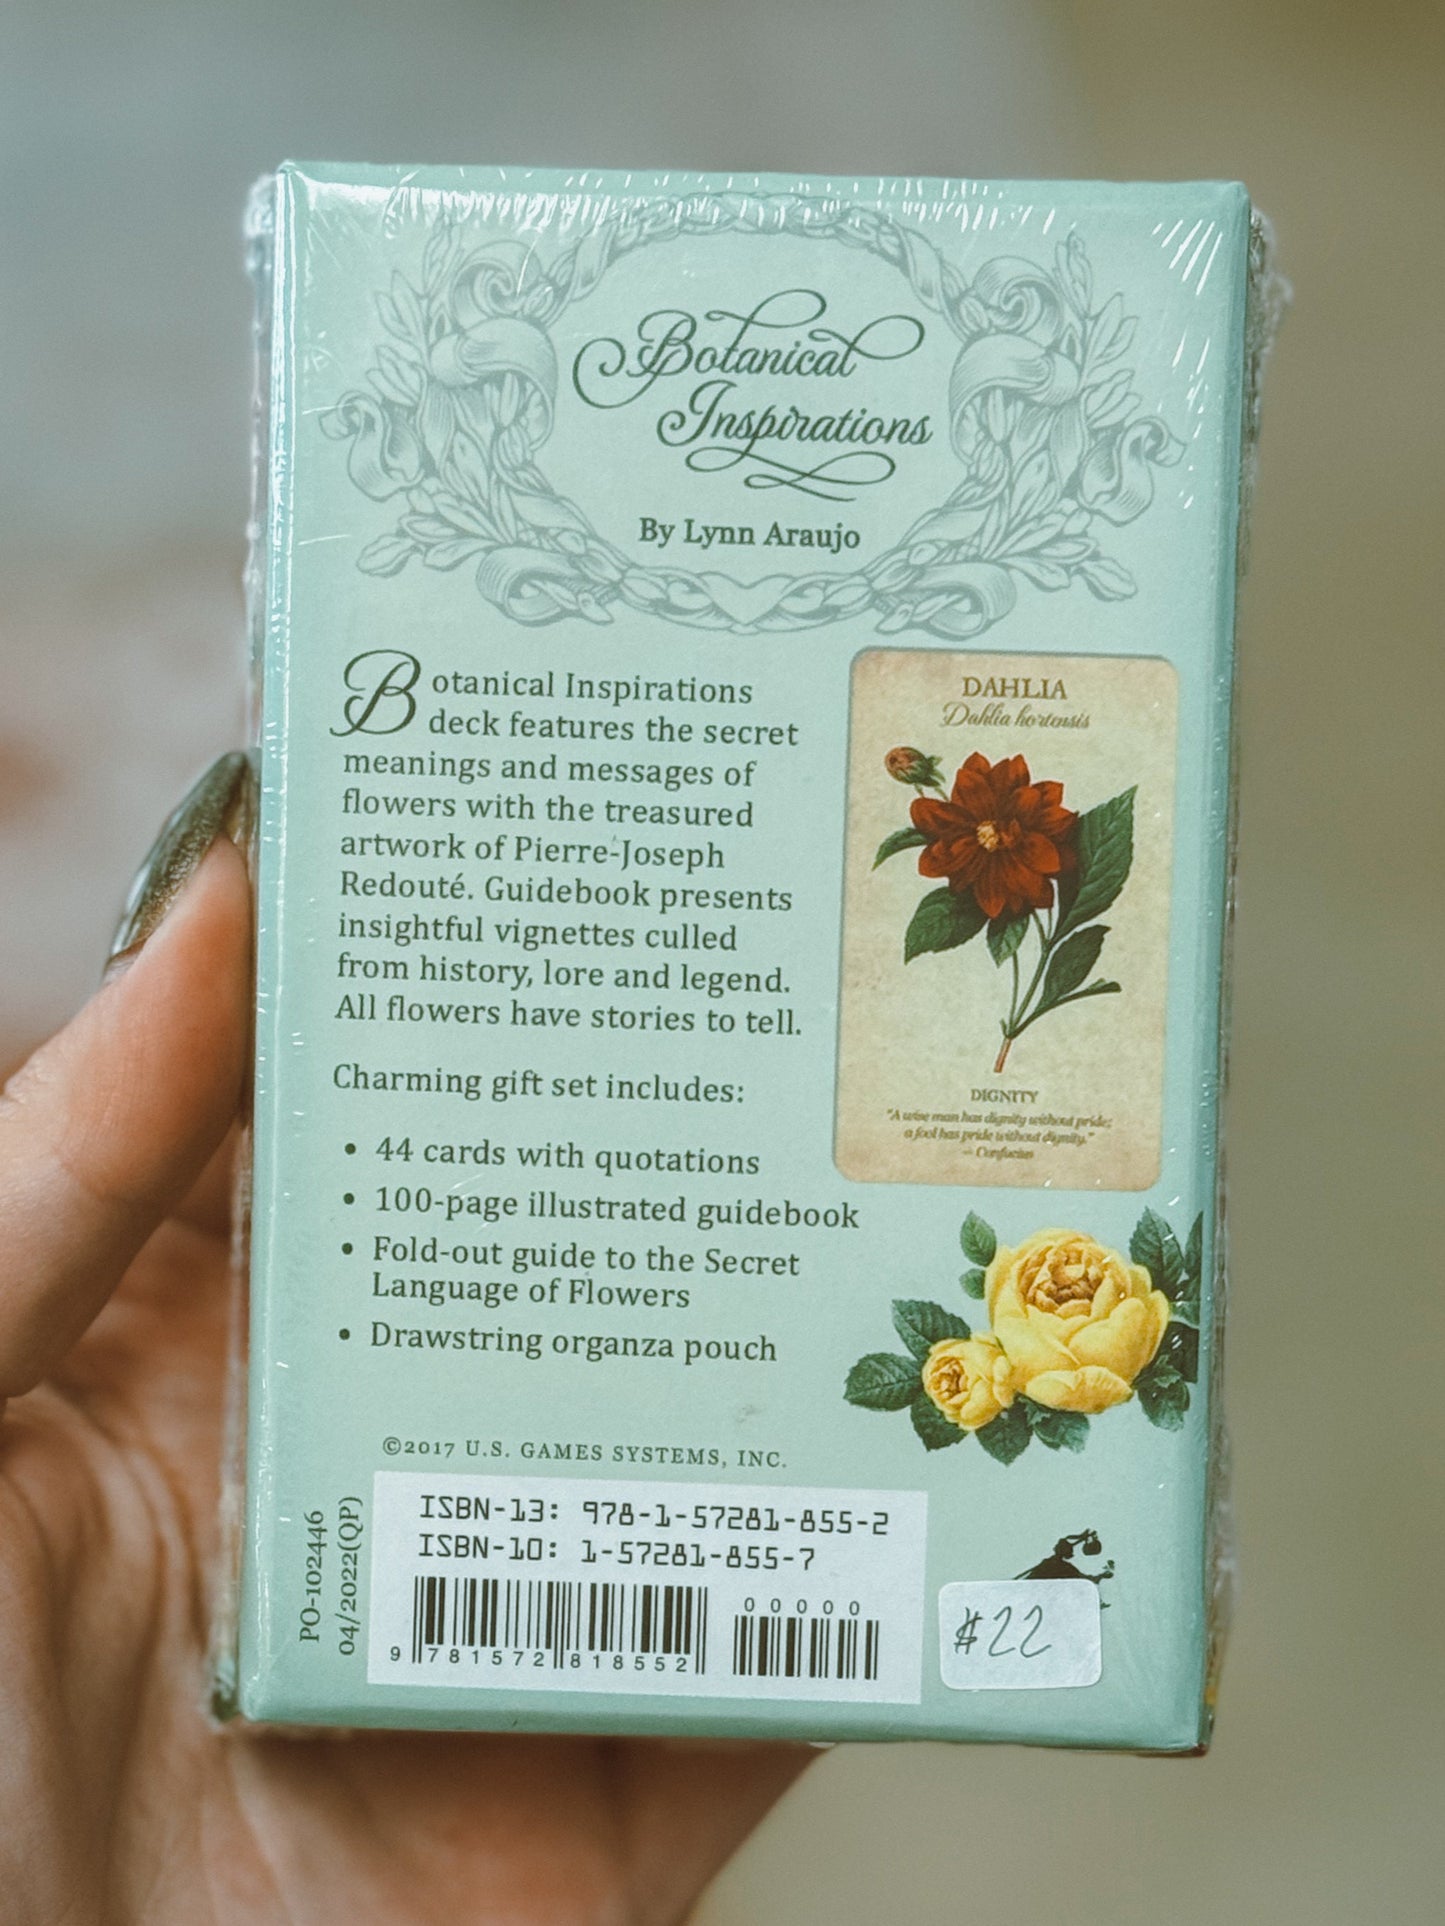 Botanical
Inspirations
By Lynn Araujo
Botanical Inspirations
deck features the secret
meanings and messages of
flowers with the treasured
artwork of Pierre-Joseph
Redouté. Guidebook presents
insightful vignettes culled
from history, lore and legend.
All flowers have stories to tell.
DAHLIA
Dahlia hortensis
DIGNITY
"A wise man has dignity without pride;
a fool has pride without dignity."
– Confucius
Charming gift set includes:
• 44 cards with quotations
• 100-page illustrated guidebook
• Fold-out guide to the Secret
Language of Flowers
• Drawstring organza pouch
©2017 U.S. GAMES SYSTEMS, INC.
PO-102446
04/2022(QP)
ISBN-13: 978-1-57281-855-2
ISBN-10: 1-57281-855-7
00000
9 781572 818552
$22